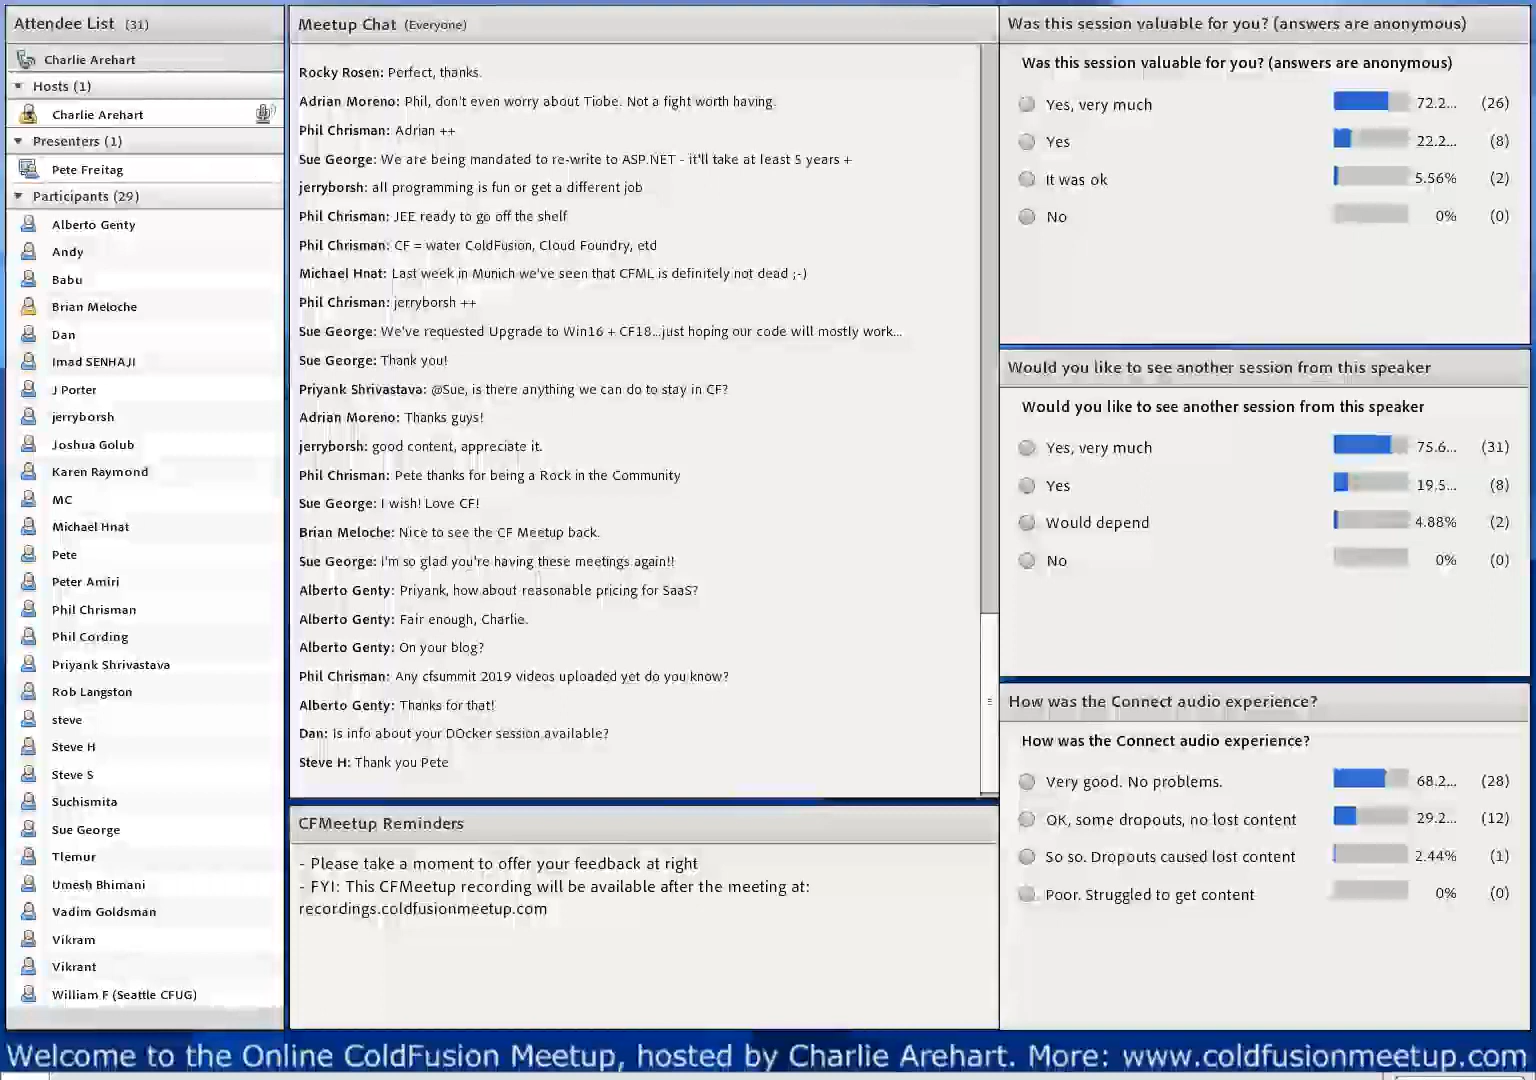 Attendee List (31)
Charlie Arehart
Hosts (1)
Charlie Arehart
Presenters (1)
Pete Freitag
Participants (29)
Alberto Genty
Andy
Babu
Brian Meloche
Dan
Imad SENHAJI
J Porter
jerryborsh
Joshua Golub
Karen Raymond
MC
Michael Hnat
Pete
Peter Amiri
Phil Chrisman
Phil Cording
Priyank Shrivastava
Rob Langston
steve
Steve H
Steve S
Suchismita
Sue George
Tlemur
Umesh Bhimani
Vadim Goldsman
Vikram
Vikrant
William F (Seattle CFUG)
Meetup Chat (Everyone)
Rocky Rosen: Perfect, thanks.
Adrian Moreno: Phil, don't even worry about Tiobe. Not a fight worth having.
Phil Chrisman: Adrian ++
Sue George: We are being mandated to re-write to ASP.NET - it'll take at least 5 years +
jerryborsh: all programming is fun or get a different job
Phil Chrisman: JEE ready to go off the shelf
Phil Chrisman: CF = water ColdFusion, Cloud Foundry, etd
Michael Hnat: Last week in Munich we've seen that CFML is definitely not dead ;-)
Phil Chrisman: jerryborsh ++
Sue George: We've requested Upgrade to Win16 + CF18...just hoping our code will mostly work...
Sue George: Thank you!
Priyank Shrivastava: @Sue, is there anything we can do to stay in CF?
Adrian Moreno: Thanks guys!
jerryborsh: good content, appreciate it.
Phil Chrisman: Pete thanks for being a Rock in the Community
Sue George: I wish! Love CF!
Brian Meloche: Nice to see the CF Meetup back.
Sue George: I'm so glad you're having these meetings again!!
Alberto Genty: Priyank, how about reasonable pricing for SaaS?
Alberto Genty: Fair enough, Charlie.
Alberto Genty: On your blog?
Phil Chrisman: Any cfsummit 2019 videos uploaded yet do you know?
Alberto Genty: Thanks for that!
Dan: Is info about your DOcker session available?
Steve H: Thank you Pete
CFMeetup Reminders
- Please take a moment to offer your feedback at right
- FYI: This CFMeetup recording will be available after the meeting at:
recordings.coldfusionmeetup.com
Was this session valuable for you? (answers are anonymous)
Was this session valuable for you? (answers are anonymous)
Yes, very much 72.2... (26)
Yes 22.2... (8)
It was ok 5.56% (2)
No 0% (0)
Would you like to see another session from this speaker
Would you like to see another session from this speaker
Yes, very much 75.6... (31)
Yes 19.5... (8)
Would depend 4.88% (2)
No 0% (0)
How was the Connect audio experience?
How was the Connect audio experience?
Very good. No problems. 68.2... (28)
OK, some dropouts, no lost content 29.2... (12)
So so. Dropouts caused lost content 2.44% (1)
Poor. Struggled to get content 0% (0)
Welcome to the Online ColdFusion Meetup, hosted by Charlie Arehart. More: www.coldfusionmeetup.com